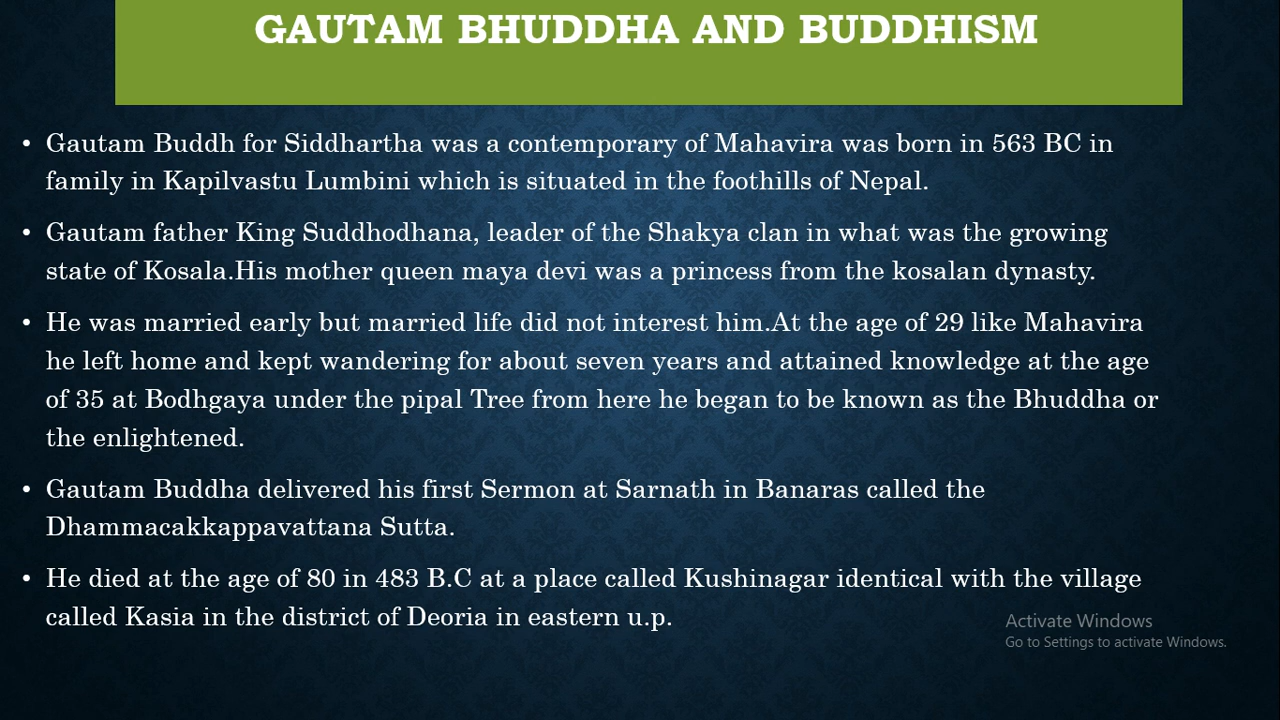 GAUTAM BHUDDHA AND BUDDHISM
• Gautam Buddh for Siddhartha was a contemporary of Mahavira was born in 563 BC in
family in Kapilvastu Lumbini which is situated in the foothills of Nepal.
• Gautam father King Suddhodhana, leader of the Shakya clan in what was the growing
state of Kosala.His mother queen maya devi was a princess from the kosalan dynasty.
• He was married early but married life did not interest him.At the age of 29 like Mahavira
he left home and kept wandering for about seven years and attained knowledge at the age
of 35 at Bodhgaya under the pipal Tree from here he began to be known as the Bhuddha or
the enlightened.
• Gautam Buddha delivered his first Sermon at Sarnath in Banaras called the
Dhammacakkappavattana Sutta.
• He died at the age of 80 in 483 B.C at a place called Kushinagar identical with the village
called Kasia in the district of Deoria in eastern u.p.
Activate Windows
Go to Settings to activate Windows.